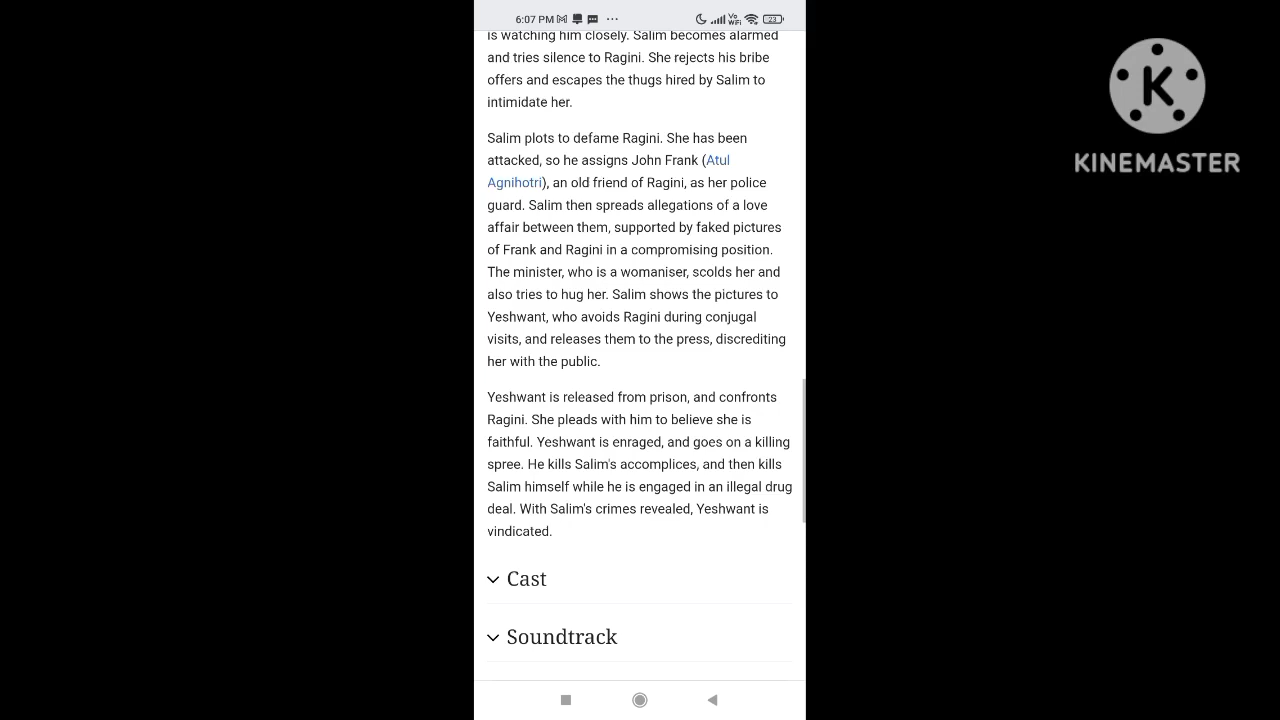 6:07 PM
Vo
WiFi
23
is watching him closely. Salim becomes alarmed
and tries silence to Ragini. She rejects his bribe
offers and escapes the thugs hired by Salim to
intimidate her.
Salim plots to defame Ragini. She has been
attacked, so he assigns John Frank (Atul
Agnihotri), an old friend of Ragini, as her police
guard. Salim then spreads allegations of a love
affair between them, supported by faked pictures
of Frank and Ragini in a compromising position.
The minister, who is a womaniser, scolds her and
also tries to hug her. Salim shows the pictures to
Yeshwant, who avoids Ragini during conjugal
visits, and releases them to the press, discrediting
her with the public.
Yeshwant is released from prison, and confronts
Ragini. She pleads with him to believe she is
faithful. Yeshwant is enraged, and goes on a killing
spree. He kills Salim's accomplices, and then kills
Salim himself while he is engaged in an illegal drug
deal. With Salim's crimes revealed, Yeshwant is
vindicated.
Cast
Soundtrack
K
KINEMASTER